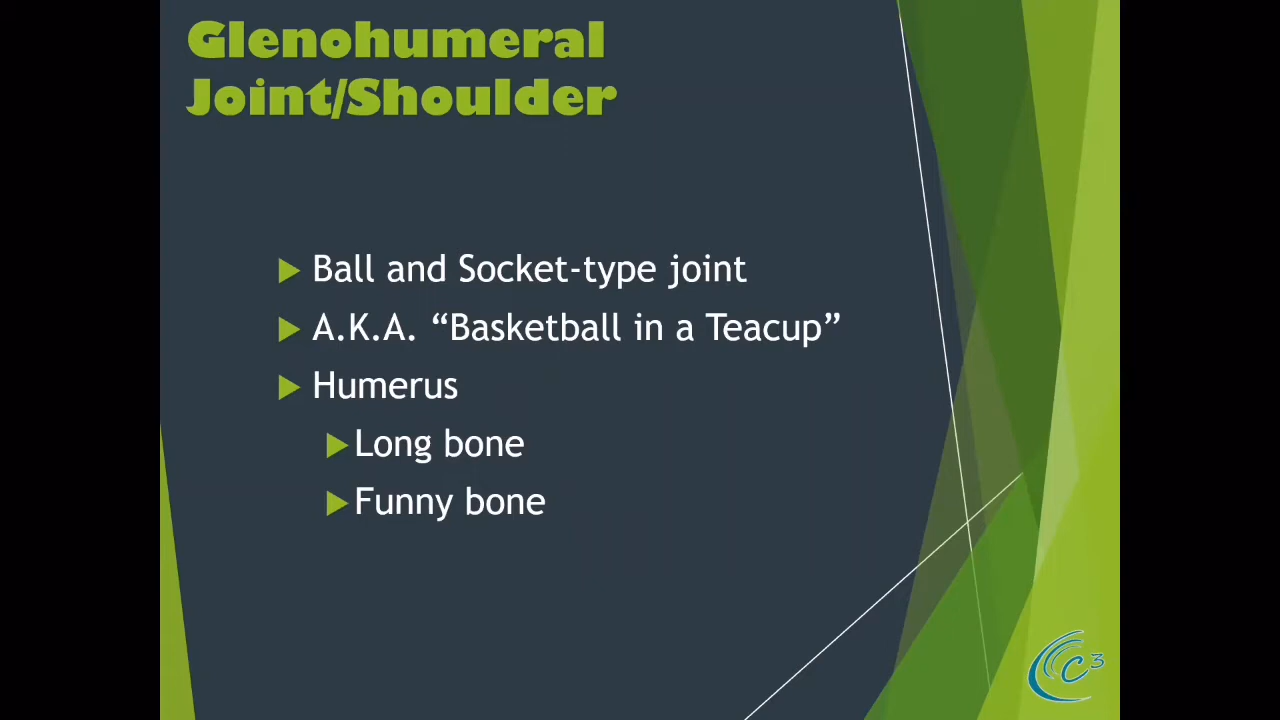 Glenohumeral
Joint/Shoulder
Ball and Socket-type joint
A.K.A. “Basketball in a Teacup”
Humerus
Long bone
Funny bone
C3